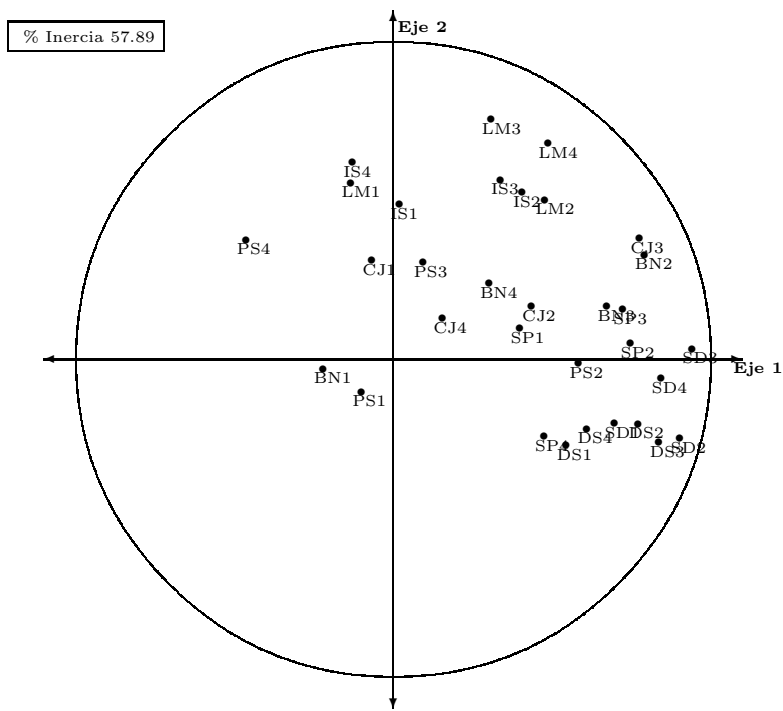 Eje 2
% Inercia 57.89
LM3
LM4
IS4
LM1
IS3
IS2
LM2
IS1
PS4
CJ3
BN2
CJ1
PS3
BN4
CJ2
BN3
SP3
CJ4
SP1
SP2
SD3
Eje 1
PS2
BN1
SD4
PS1
SD1
DS2
DS4
SP4
DS1
DS3
SD2